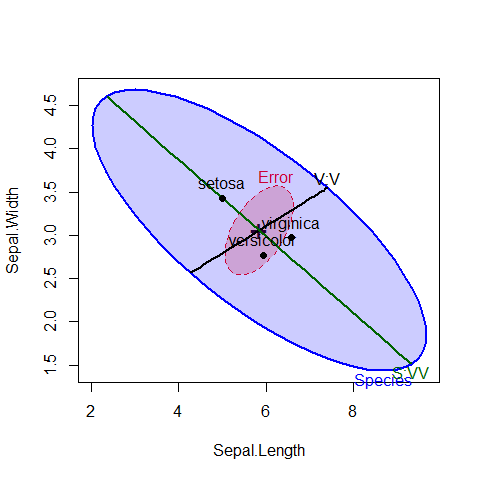 4.5
4.0
3.5
3.0
2.5
2.0
1.5
Sepal.Width
setosa
Error
V:V
virginica
versicolor
Species
S:VV
2
4
6
8
Sepal.Length